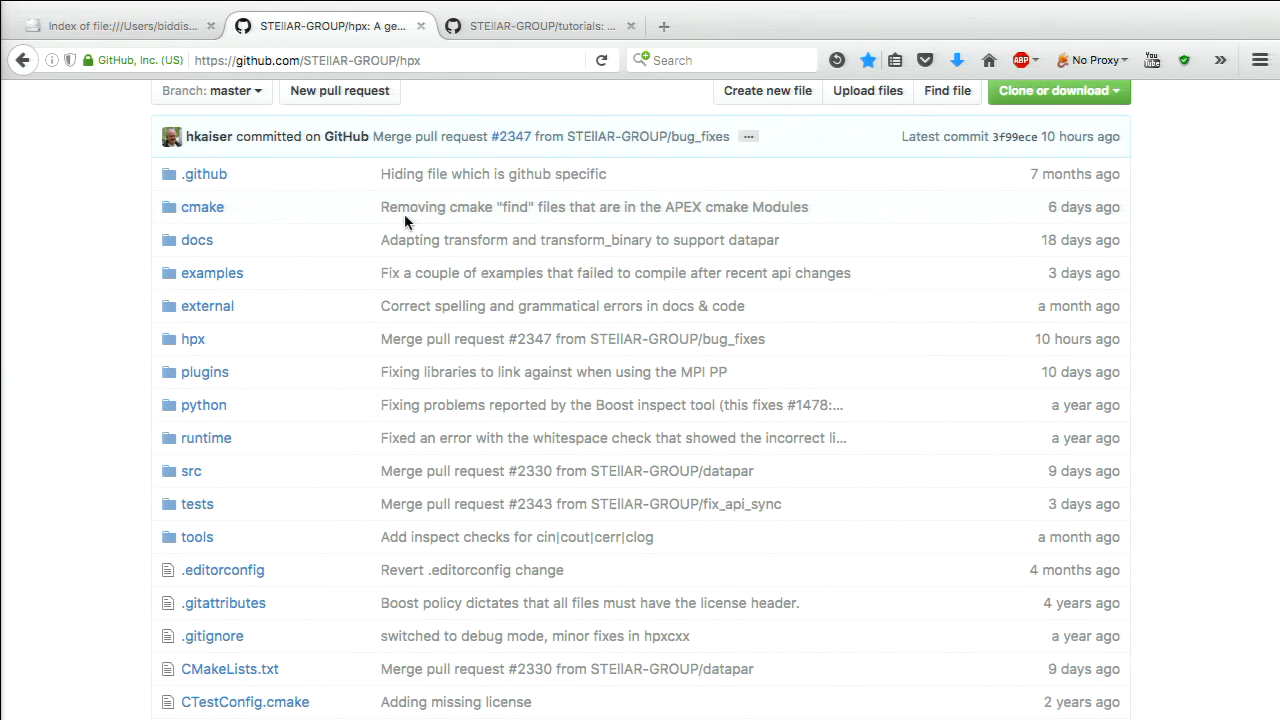 Index of file:///Users/biddis... ×
STEllAR-GROUP/hpx: A ge... ×
STEllAR-GROUP/tutorials: ... ×
GitHub, Inc. (US) https://github.com/STEllAR-GROUP/hpx Search ABP No Proxy You Tube
Branch: master New pull request Create new file Upload files Find file Clone or download
hkaiser committed on GitHub Merge pull request #2347 from STEllAR-GROUP/bug_fixes ... Latest commit 3f99ece 10 hours ago
.github Hiding file which is github specific 7 months ago
cmake Removing cmake "find" files that are in the APEX cmake Modules 6 days ago
docs Adapting transform and transform_binary to support datapar 18 days ago
examples Fix a couple of examples that failed to compile after recent api changes 3 days ago
external Correct spelling and grammatical errors in docs & code a month ago
hpx Merge pull request #2347 from STEllAR-GROUP/bug_fixes 10 hours ago
plugins Fixing libraries to link against when using the MPI PP 10 days ago
python Fixing problems reported by the Boost inspect tool (this fixes #1478:... a year ago
runtime Fixed an error with the whitespace check that showed the incorrect li... a year ago
src Merge pull request #2330 from STEllAR-GROUP/datapar 9 days ago
tests Merge pull request #2343 from STEllAR-GROUP/fix_api_sync 3 days ago
tools Add inspect checks for cin|cout|cerr|clog a month ago
.editorconfig Revert .editorconfig change 4 months ago
.gitattributes Boost policy dictates that all files must have the license header. 4 years ago
.gitignore switched to debug mode, minor fixes in hpxcxx a year ago
CMakeLists.txt Merge pull request #2330 from STEllAR-GROUP/datapar 9 days ago
CTestConfig.cmake Adding missing license 2 years ago